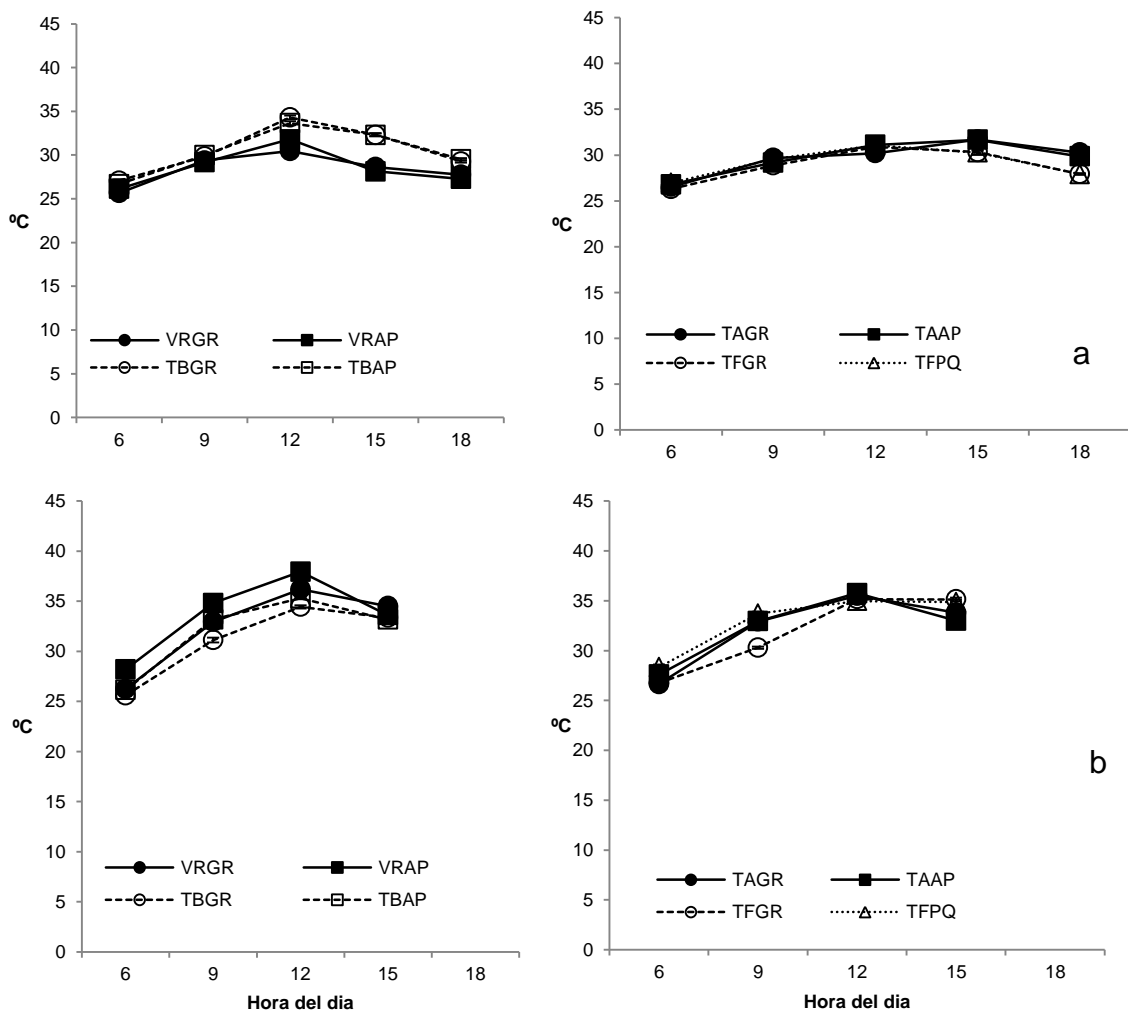 45
40
35
30
25
20
15
10
5
0
ºC
VRGR VRAP
TBGR TBAP
6 9 12 15 18
45
40
35
30
25
20
15
10
5
0
ºC
TAGR TAAP
TFGR TFPQ
a
6 9 12 15 18
45
40
35
30
25
20
15
10
5
0
ºC
VRGR VRAP
TBGR TBAP
6 9 12 15 18
Hora del dia
45
40
35
30
25
20
15
10
5
0
ºC
b
TAGR TAAP
TFGR TFPQ
6 9 12 15 18
Hora del dia